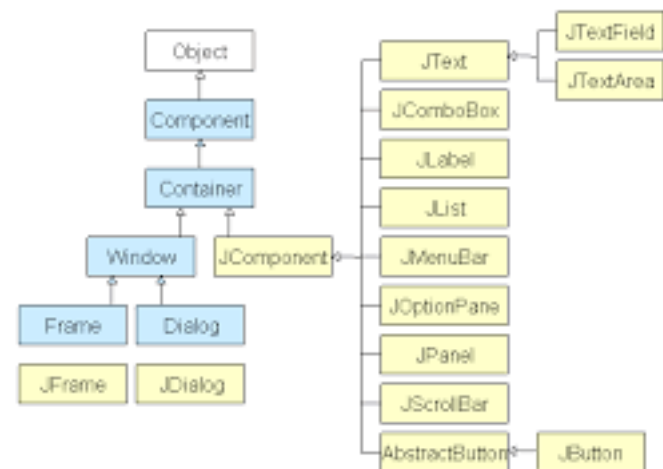 Object
Component
Container
Window
JComponent
Frame
Dialog
JFrame
JDialog
JText
JTextField
JTextArea
JComboBox
JLabel
JList
JMenuBar
JOptionPane
JPanel
JScrollBar
AbstractButton
JButton